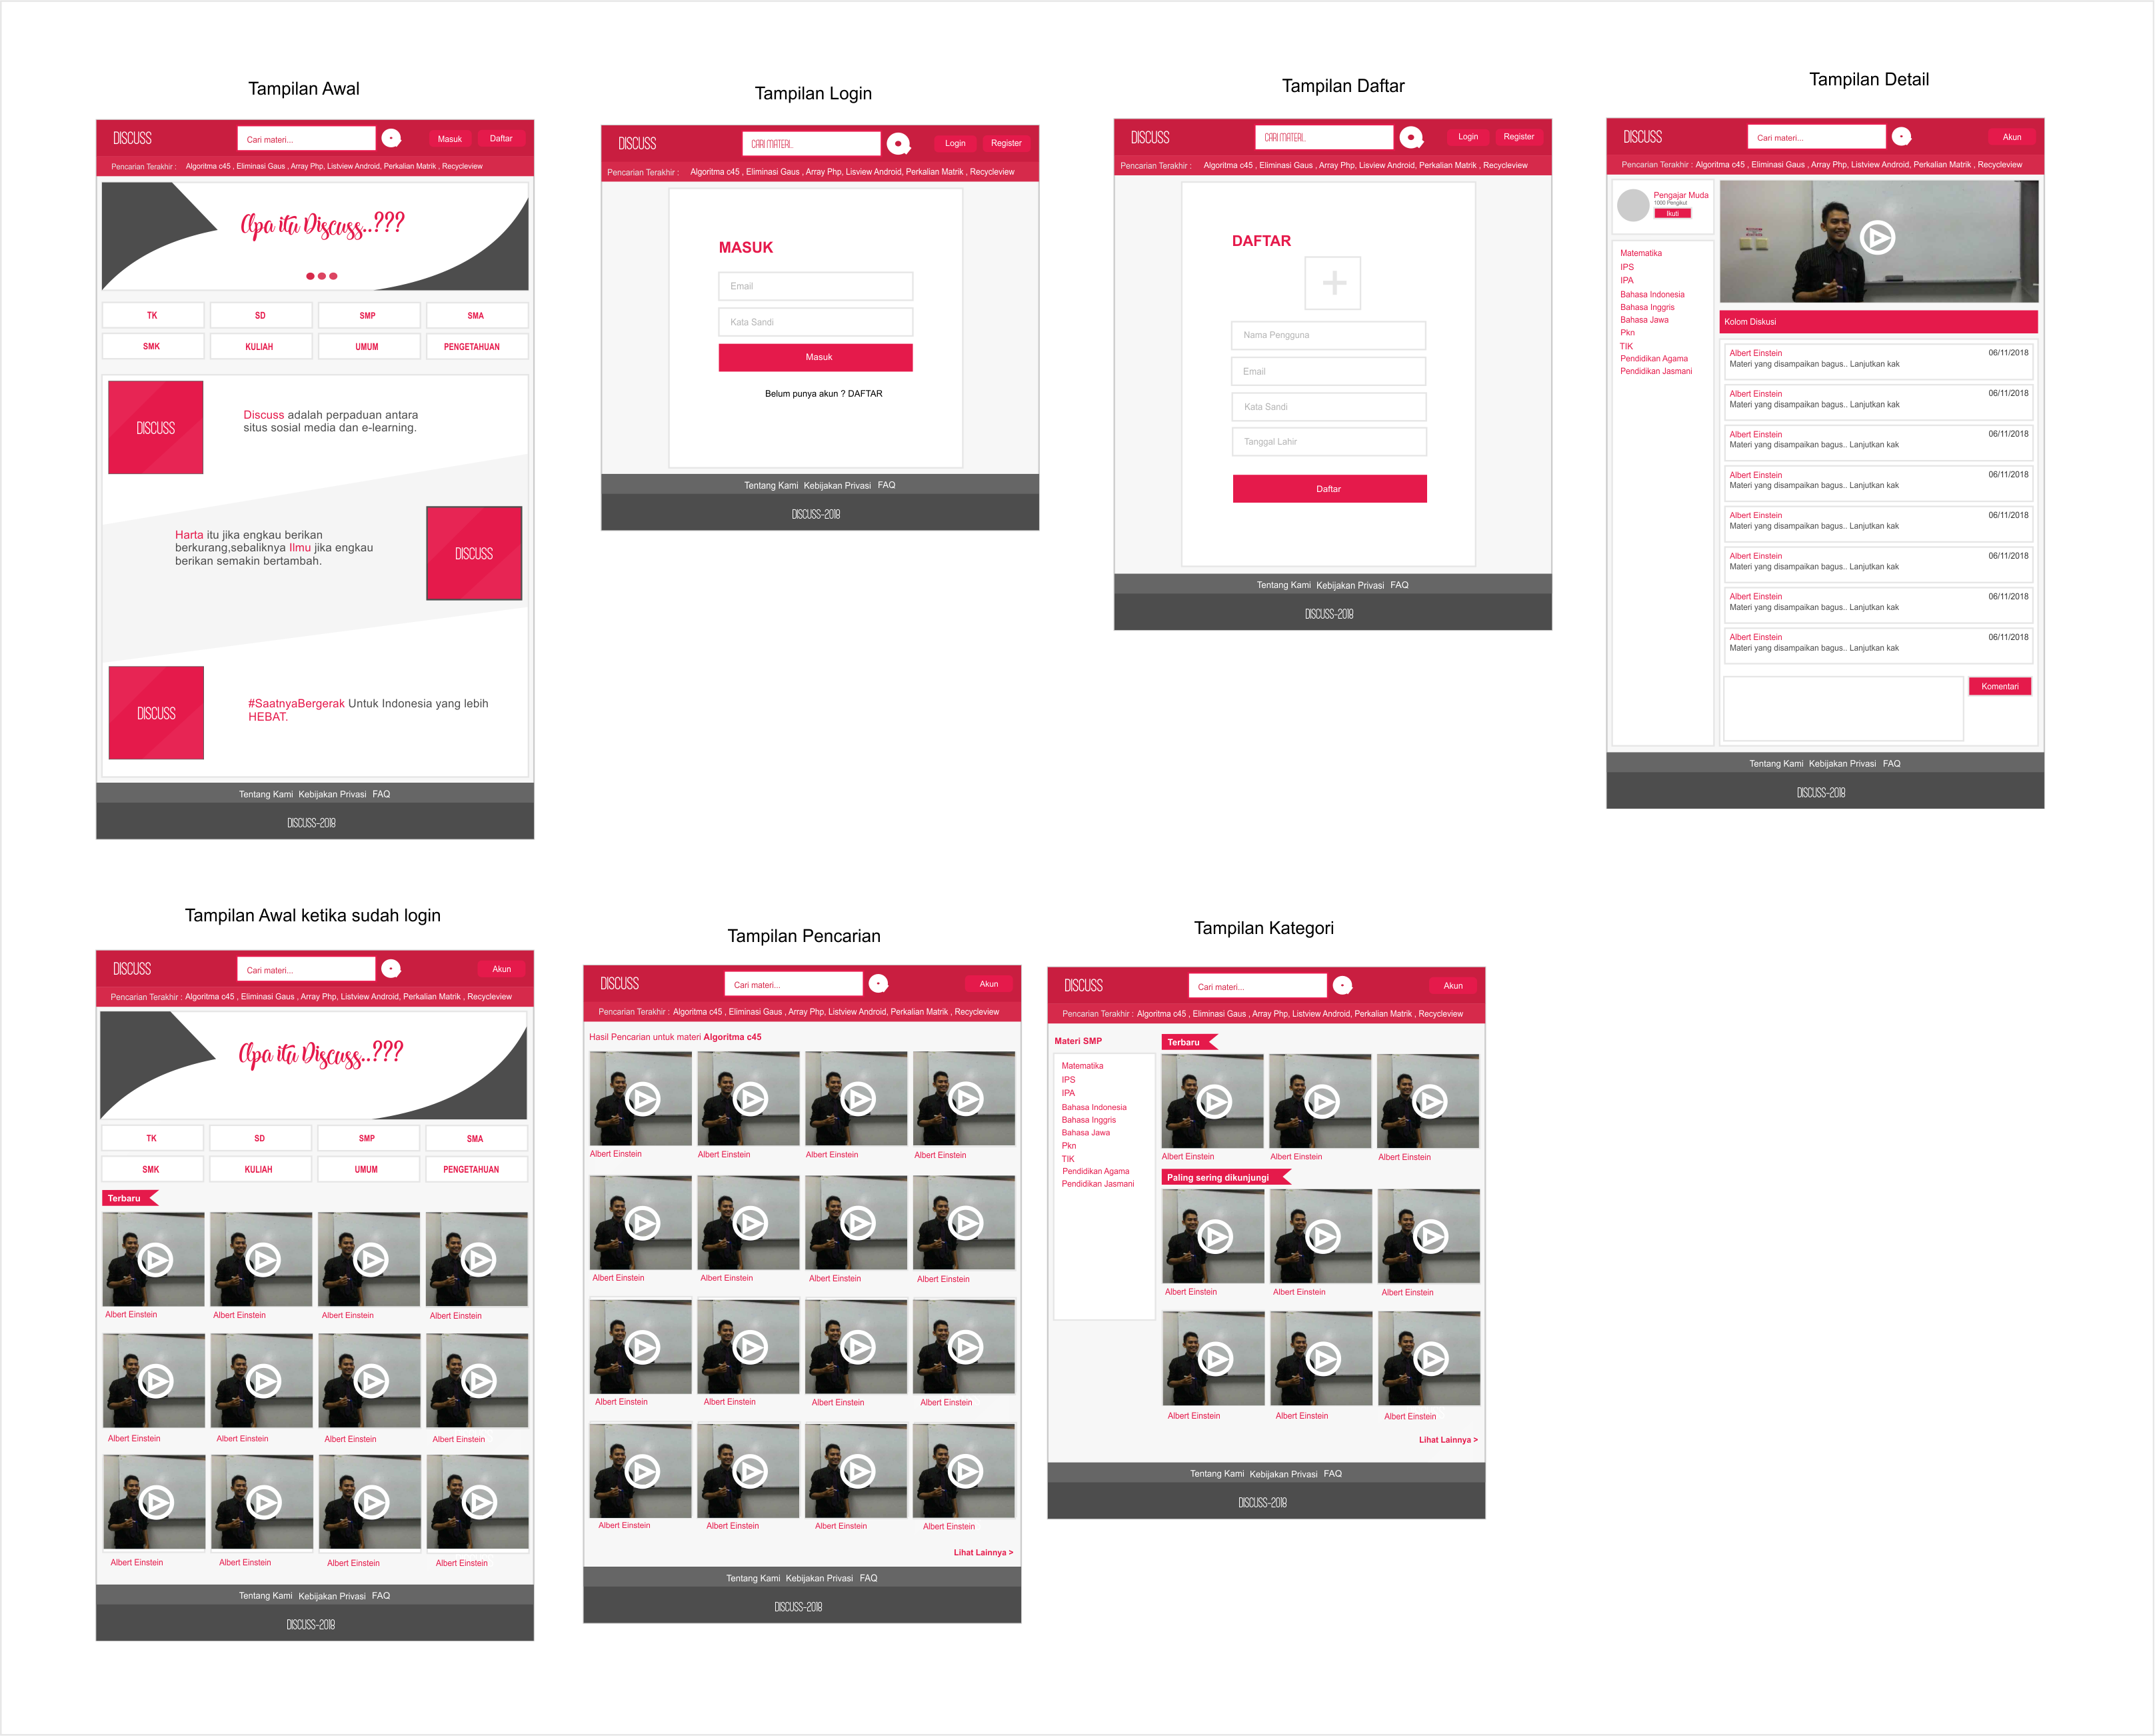 Tampilan Awal
DISCUSS
Cari materi...
Masuk
Daftar
Pencarian Terakhir : Algoritma c45 , Eliminasi Gaus , Array Php, Listview Android, Perkalian Matrik , Recycleview
Apa itu Discuss..???
TK
SD
SMP
SMA
SMK
KULIAH
UMUM
PENGETAHUAN
DISCUSS
Discuss adalah perpaduan antara
situs sosial media dan e-learning.
Harta itu jika engkau berikan
berkurang,sebaliknya Ilmu jika engkau
berikan semakin bertambah.
DISCUSS
DISCUSS
#SaatnyaBergerak Untuk Indonesia yang lebih
HEBAT.
Tentang Kami Kebijakan Privasi FAQ
DISCUSS-2018
Tampilan Login
DISCUSS
CARI MATERI..
Login
Register
Pencarian Terakhir : Algoritma c45 , Eliminasi Gaus , Array Php, Lisview Android, Perkalian Matrik , Recycleview
MASUK
Email
Kata Sandi
Masuk
Belum punya akun ? DAFTAR
Tentang Kami Kebijakan Privasi FAQ
DISCUSS-2018
Tampilan Daftar
DISCUSS
CARI MATERI..
Login
Register
Pencarian Terakhir : Algoritma c45 , Eliminasi Gaus , Array Php, Lisview Android, Perkalian Matrik , Recycleview
DAFTAR
Nama Pengguna
Email
Kata Sandi
Tanggal Lahir
Daftar
Tentang Kami Kebijakan Privasi FAQ
DISCUSS-2018
Tampilan Detail
DISCUSS
Cari materi...
Akun
Pencarian Terakhir : Algoritma c45 , Eliminasi Gaus , Array Php, Listview Android, Perkalian Matrik , Recycleview
Pengajar Muda
1000 Pengikut
Ikuti
Matematika
IPS
IPA
Bahasa Indonesia
Bahasa Inggris
Bahasa Jawa
Pkn
TIK
Pendidikan Agama
Pendidikan Jasmani
Kolom Diskusi
Albert Einstein 06/11/2018
Materi yang disampaikan bagus.. Lanjutkan kak
Albert Einstein 06/11/2018
Materi yang disampaikan bagus.. Lanjutkan kak
Albert Einstein 06/11/2018
Materi yang disampaikan bagus.. Lanjutkan kak
Albert Einstein 06/11/2018
Materi yang disampaikan bagus.. Lanjutkan kak
Albert Einstein 06/11/2018
Materi yang disampaikan bagus.. Lanjutkan kak
Albert Einstein 06/11/2018
Materi yang disampaikan bagus.. Lanjutkan kak
Albert Einstein 06/11/2018
Materi yang disampaikan bagus.. Lanjutkan kak
Albert Einstein 06/11/2018
Materi yang disampaikan bagus.. Lanjutkan kak
Komentari
Tentang Kami Kebijakan Privasi FAQ
DISCUSS-2018
Tampilan Awal ketika sudah login
DISCUSS
Cari materi...
Akun
Pencarian Terakhir : Algoritma c45 , Eliminasi Gaus , Array Php, Listview Android, Perkalian Matrik , Recycleview
Apa itu Discuss..???
TK
SD
SMP
SMA
SMK
KULIAH
UMUM
PENGETAHUAN
Terbaru
Albert Einstein Albert Einstein Albert Einstein Albert Einstein
Albert Einstein Albert Einstein Albert Einstein Albert Einstein
Albert Einstein Albert Einstein Albert Einstein Albert Einstein
Tentang Kami Kebijakan Privasi FAQ
DISCUSS-2018
Tampilan Pencarian
DISCUSS
Cari materi...
Akun
Pencarian Terakhir : Algoritma c45 , Eliminasi Gaus , Array Php, Listview Android, Perkalian Matrik , Recycleview
Hasil Pencarian untuk materi Algoritma c45
Albert Einstein Albert Einstein Albert Einstein Albert Einstein
Albert Einstein Albert Einstein Albert Einstein Albert Einstein
Albert Einstein Albert Einstein Albert Einstein Albert Einstein
Albert Einstein Albert Einstein Albert Einstein Albert Einstein
Lihat Lainnya >
Tentang Kami Kebijakan Privasi FAQ
DISCUSS-2018
Tampilan Kategori
DISCUSS
Cari materi...
Akun
Pencarian Terakhir : Algoritma c45 , Eliminasi Gaus , Array Php, Listview Android, Perkalian Matrik , Recycleview
Materi SMP
Matematika
IPS
IPA
Bahasa Indonesia
Bahasa Inggris
Bahasa Jawa
Pkn
TIK
Pendidikan Agama
Pendidikan Jasmani
Terbaru
Albert Einstein Albert Einstein Albert Einstein
Paling sering dikunjungi
Albert Einstein Albert Einstein Albert Einstein
Albert Einstein Albert Einstein Albert Einstein
Lihat Lainnya >
Tentang Kami Kebijakan Privasi FAQ
DISCUSS-2018